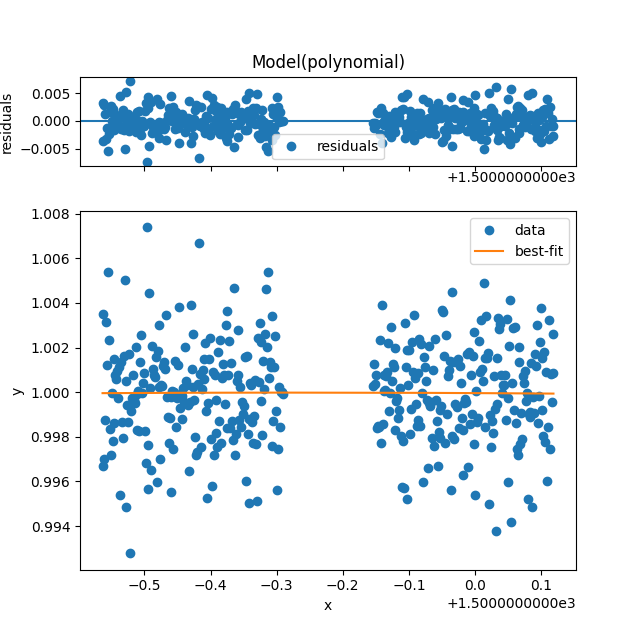 Model(polynomial)
residuals
0.005
0.000
−0.005
residuals
+1.5000000000e3
y
1.008
1.006
1.004
1.002
1.000
0.998
0.996
0.994
data
best-fit
−0.5 −0.4 −0.3 −0.2 −0.1 0.0 0.1
x
+1.5000000000e3